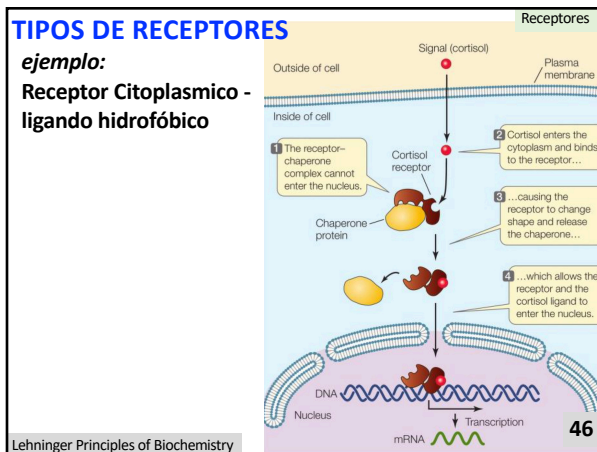 TIPOS DE RECEPTORES
Receptores
ejemplo:
Receptor Citoplasmico -
ligando hidrofóbico
Signal (cortisol)
Outside of cell
Plasma
membrane
Inside of cell
1 The receptor–
chaperone
complex cannot
enter the nucleus.
Cortisol
receptor
2 Cortisol enters the
cytoplasm and binds
to the receptor…
Chaperone
protein
3 …causing the
receptor to change
shape and release
the chaperone…
4 …which allows the
receptor and the
cortisol ligand to
enter the nucleus.
DNA
Nucleus
Transcription
mRNA
46
Lehninger Principles of Biochemistry